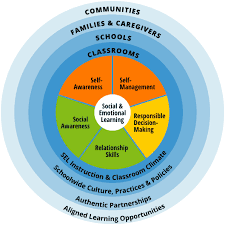 COMMUNITIES
FAMILIES & CAREGIVERS
SCHOOLS
CLASSROOMS
Self-
Awareness
Self-
Management
Social &
Emotional
Learning
Social
Awareness
Responsible
Decision-
Making
Relationship
Skills
SEL Instruction & Classroom Climate
Schoolwide Culture, Practices & Policies
Authentic Partnerships
Aligned Learning Opportunities